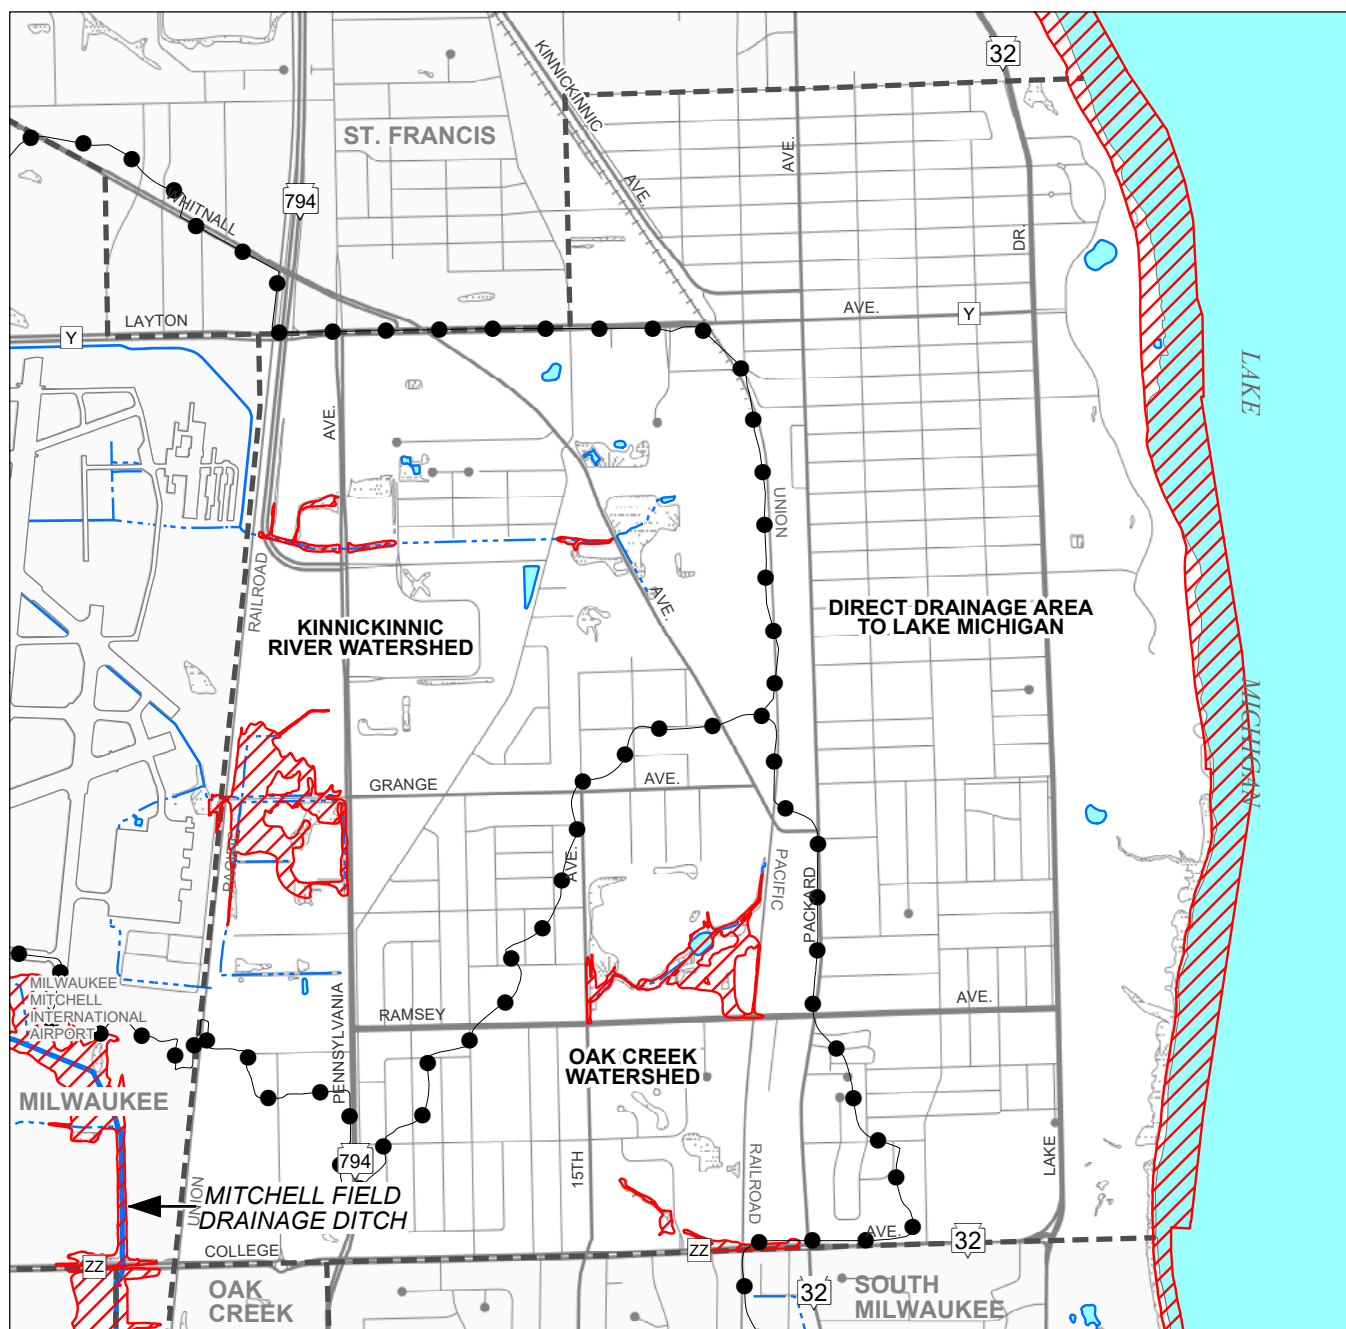 32
KINNICKINNIC
AVE.
ST. FRANCIS
AVE.
WHITNALL
794
AVE.
DR.
LAYTON
AVE.
Y
Y
LAKE
AVE.
UNION
RAILROAD
AVE.
KINNICKINNIC
RIVER WATERSHED
DIRECT DRAINAGE AREA
TO LAKE MICHIGAN
MICHIGAN
GRANGE
AVE.
PACIFIC
AVE.
PACIFIC
PACKARD
MILWAUKEE
MITCHELL
INTERNATIONAL
AIRPORT
PENNSYLVANIA
RAMSEY
AVE.
OAK CREEK
WATERSHED
MILWAUKEE
794
15TH
RAILROAD
LAKE
UNION
MITCHELL FIELD
DRAINAGE DITCH
COLLEGE
AVE.
ZZ
ZZ
32
OAK
CREEK
32
SOUTH
MILWAUKEE